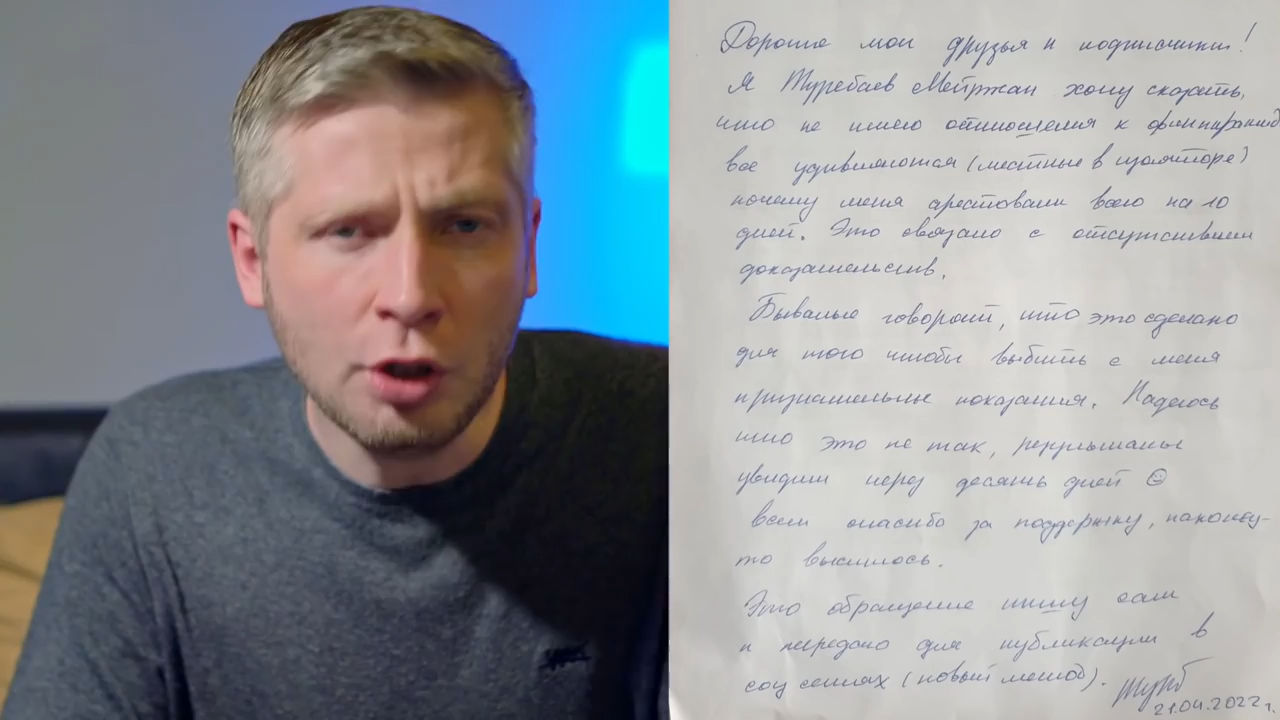 Дорогие мои друзья и подписчики!
Я Туребаев Мейржан хочу сказать,
что не имею отношения к флипирамид
все удивляются (местные в изоляторе)
почему меня арестовали всего на 10
дней. Это связано с отсутствием
доказательств.
Бывалые говорят, что это сделано
для того чтобы выбить с меня
признательные показания. Надеюсь
что это не так, результаты
увидим через десять дней ☺
всем спасибо за поддержку, наконец-
то выспалось.
Это обращение пишу сам
и передано для публикации в
соц сетях (новый метод).
21.04.2022 г.